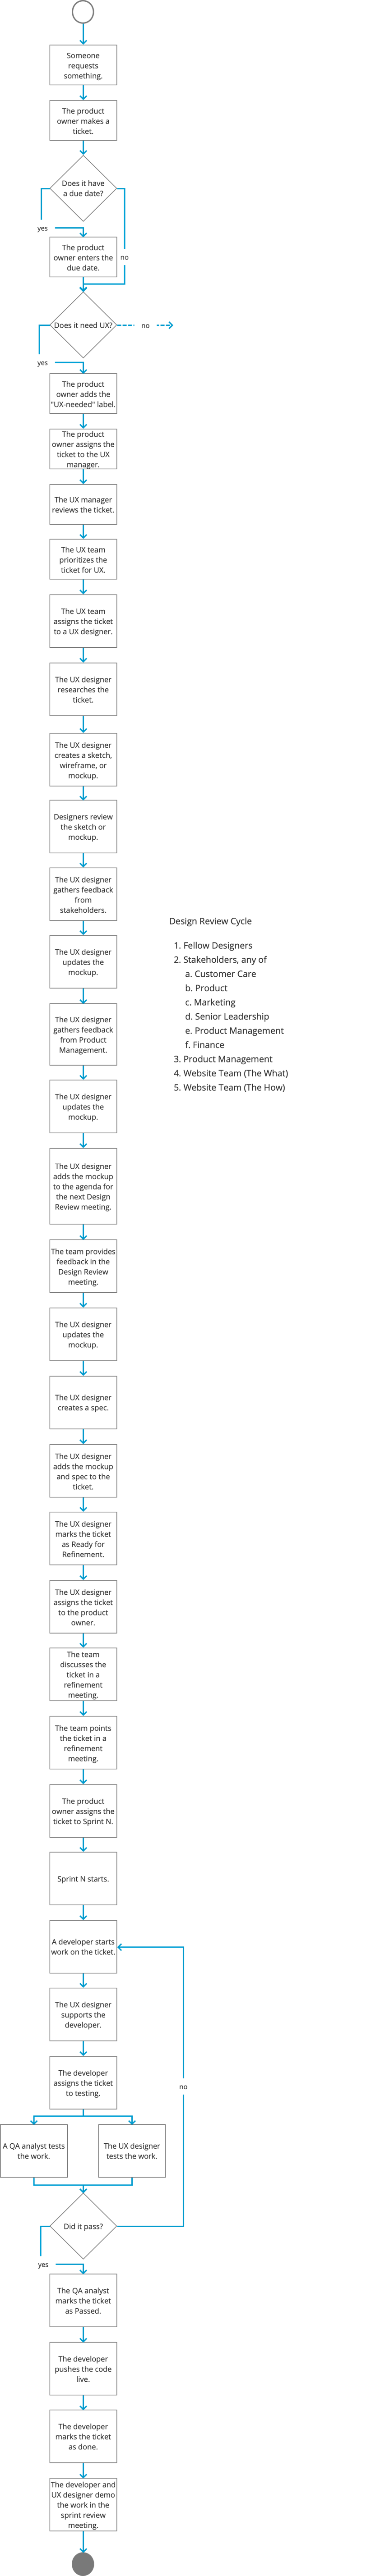 Someone
requests
something.
The product
owner makes a
ticket.
Does it have
a due date?
yes
The product
owner enters the
due date.
no
Does it need UX?
no
yes
The product
owner adds the
“UX-needed” label.
The product
owner assigns the
ticket to the UX
manager.
The UX manager
reviews the ticket.
The UX team
prioritizes the
ticket for UX.
The UX team
assigns the ticket
to a UX designer.
The UX designer
researches the
ticket.
The UX designer
creates a sketch,
wireframe, or
mockup.
Designers review
the sketch or
mockup.
The UX designer
gathers feedback
from
stakeholders.
The UX designer
updates the
mockup.
The UX designer
gathers feedback
from Product
Management.
The UX designer
updates the
mockup.
Design Review Cycle
1. Fellow Designers
2. Stakeholders, any of
a. Customer Care
b. Product
c. Marketing
d. Senior Leadership
e. Product Management
f. Finance
3. Product Management
4. Website Team (The What)
5. Website Team (The How)
The UX designer
adds the mockup
to the agenda for
the next Design
Review meeting.
The team provides
feedback in the
Design Review
meeting.
The UX designer
updates the
mockup.
The UX designer
creates a spec.
The UX designer
adds the mockup
and spec to the
ticket.
The UX designer
marks the ticket
as Ready for
Refinement.
The UX designer
assigns the ticket
to the product
owner.
The team
discusses the
ticket in a
refinement
meeting.
The team points
the ticket in a
refinement
meeting.
The product
owner assigns the
ticket to Sprint N.
Sprint N starts.
A developer starts
work on the ticket.
The UX designer
supports the
developer.
The developer
assigns the ticket
to testing.
no
A QA analyst tests
the work.
The UX designer
tests the work.
Did it pass?
yes
The QA analyst
marks the ticket
as Passed.
The developer
pushes the code
live.
The developer
marks the ticket
as done.
The developer and
UX designer demo
the work in the
sprint review
meeting.